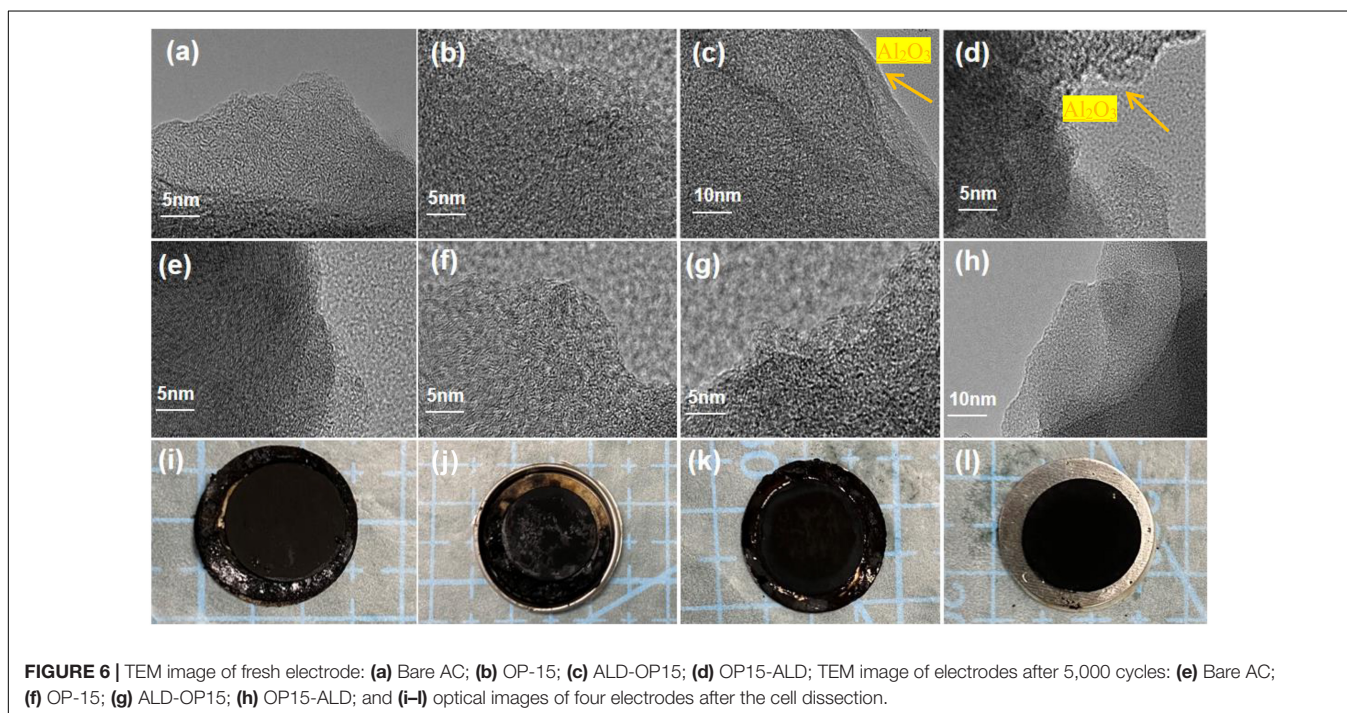 (a)
5nm
(b)
5nm
(c)
Al₂O₃
10nm
(d)
Al₂O₃
5nm
(e)
5nm
(f)
5nm
(g)
5nm
(h)
10nm
(i)
(j)
(k)
(l)
FIGURE 6 | TEM image of fresh electrode: (a) Bare AC; (b) OP-15; (c) ALD-OP15; (d) OP15-ALD; TEM image of electrodes after 5,000 cycles: (e) Bare AC;
(f) OP-15; (g) ALD-OP15; (h) OP15-ALD; and (i–l) optical images of four electrodes after the cell dissection.